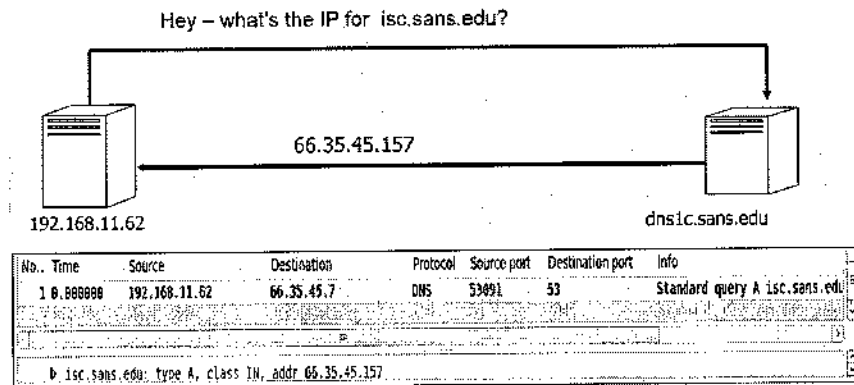 Hey – what's the IP for isc.sans.edu?
66.35.45.157
192.168.11.62
dns1c.sans.edu
No.. Time Source Destination Protocol Source port Destination port Info
1 0.000000 192.168.11.62 66.35.45.7 DNS 53091 53 Standard query A isc.sans.edu
isc.sans.edu: type A, class IN, addr 66.35.45.157